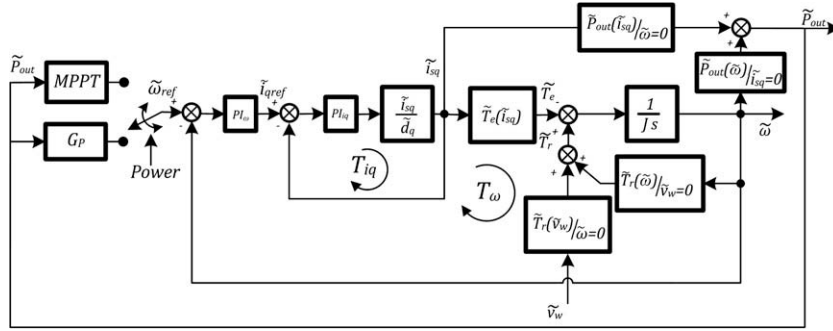 P̃out
MPPT
GP
Power
ω̃ref
+
-
PIω
ĩqref
+
-
PIiq
ĩsq
d̃q
ĩsq
Tiq
Tω
T̃e(ĩsq)
T̃e
-
+
T̃r
+
+
1
Js
T̃r(ω̃)/ṽw=0
T̃r(ṽw)/ω̃=0
ṽw
ω̃
P̃out(ĩsq)/ω̃=0
P̃out(ω̃)/ĩsq=0
+
+
P̃out